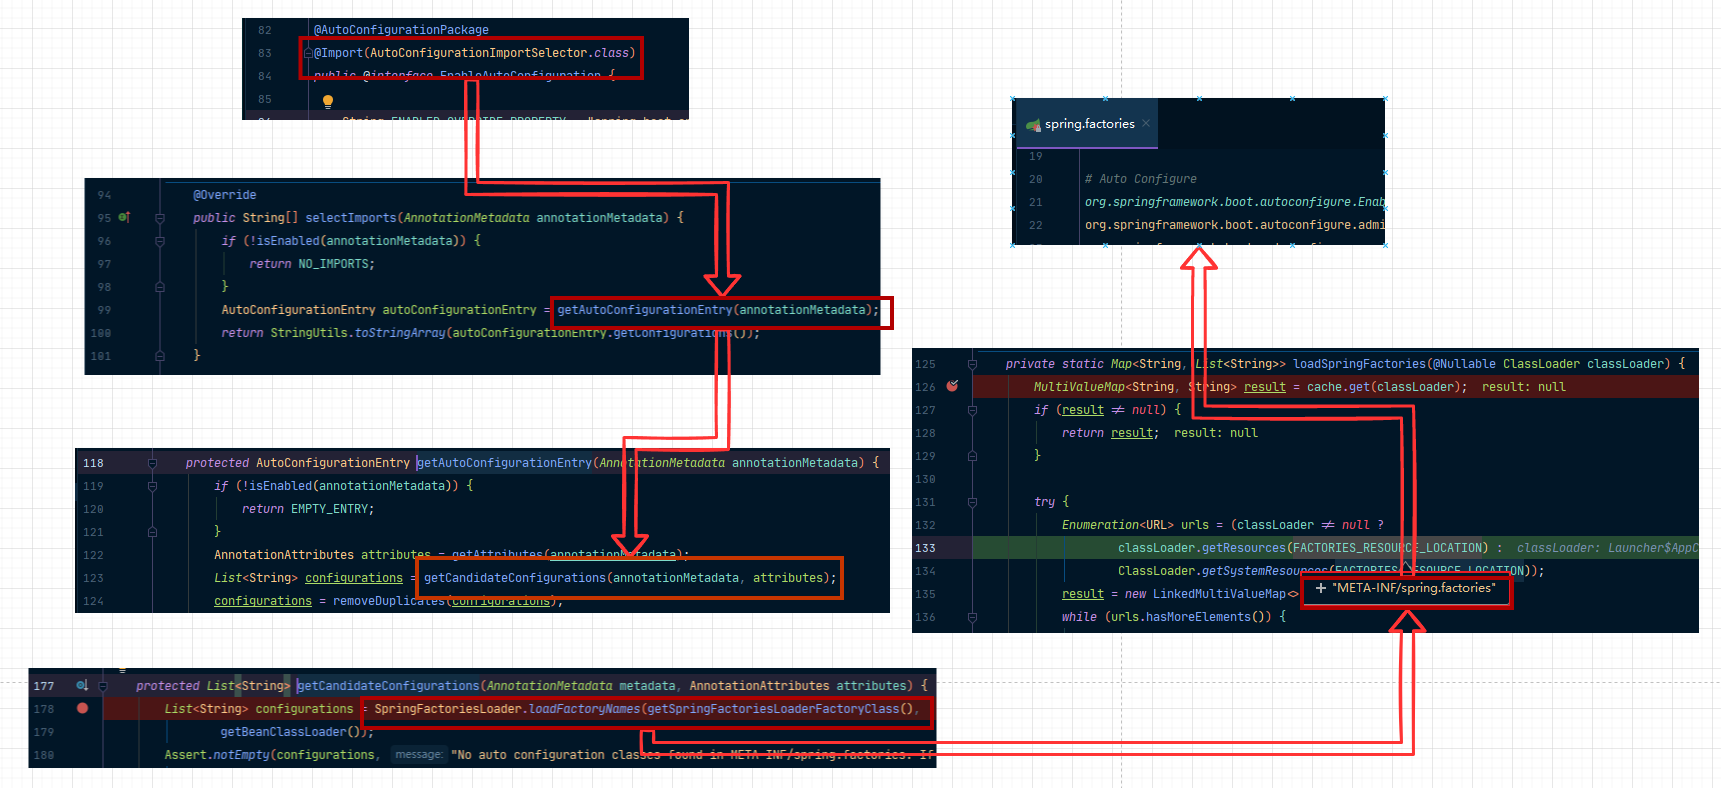 82 @AutoConfigurationPackage
83 @Import(AutoConfigurationImportSelector.class)
84 public @interface EnableAutoConfiguration {
85
94 @Override
95 public String[] selectImports(AnnotationMetadata annotationMetadata) {
96 if (!isEnabled(annotationMetadata)) {
97 return NO_IMPORTS;
98 }
99 AutoConfigurationEntry autoConfigurationEntry = getAutoConfigurationEntry(annotationMetadata);
100 return StringUtils.toStringArray(autoConfigurationEntry.getConfigurations());
101 }
118 protected AutoConfigurationEntry getAutoConfigurationEntry(AnnotationMetadata annotationMetadata) {
119 if (!isEnabled(annotationMetadata)) {
120 return EMPTY_ENTRY;
121 }
122 AnnotationAttributes attributes = getAttributes(annotationMetadata);
123 List<String> configurations = getCandidateConfigurations(annotationMetadata, attributes);
124 configurations = removeDuplicates(configurations);
177 protected List<String> getCandidateConfigurations(AnnotationMetadata metadata, AnnotationAttributes attributes) {
178 List<String> configurations = SpringFactoriesLoader.loadFactoryNames(getSpringFactoriesLoaderFactoryClass(),
179 getBeanClassLoader());
180 Assert.notEmpty(configurations, message: "No auto configuration classes found in META-INF/spring.factories. If
spring.factories
19
20 # Auto Configure
21 org.springframework.boot.autoconfigure.Enab
22 org.springframework.boot.autoconfigure.admi
125 private static Map<String, List<String>> loadSpringFactories(@Nullable ClassLoader classLoader) {
126 MultiValueMap<String, String> result = cache.get(classLoader); result: null
127 if (result ≠ null) {
128 return result; result: null
129 }
130
131 try {
132 Enumeration<URL> urls = (classLoader ≠ null ?
133 classLoader.getResources(FACTORIES_RESOURCE_LOCATION) : classLoader: Launcher$AppC
134 ClassLoader.getSystemResources(FACTORIES_RESOURCE_LOCATION));
135 result = new LinkedMultiValueMap<>
+ "META-INF/spring.factories"
136 while (urls.hasMoreElements()) {